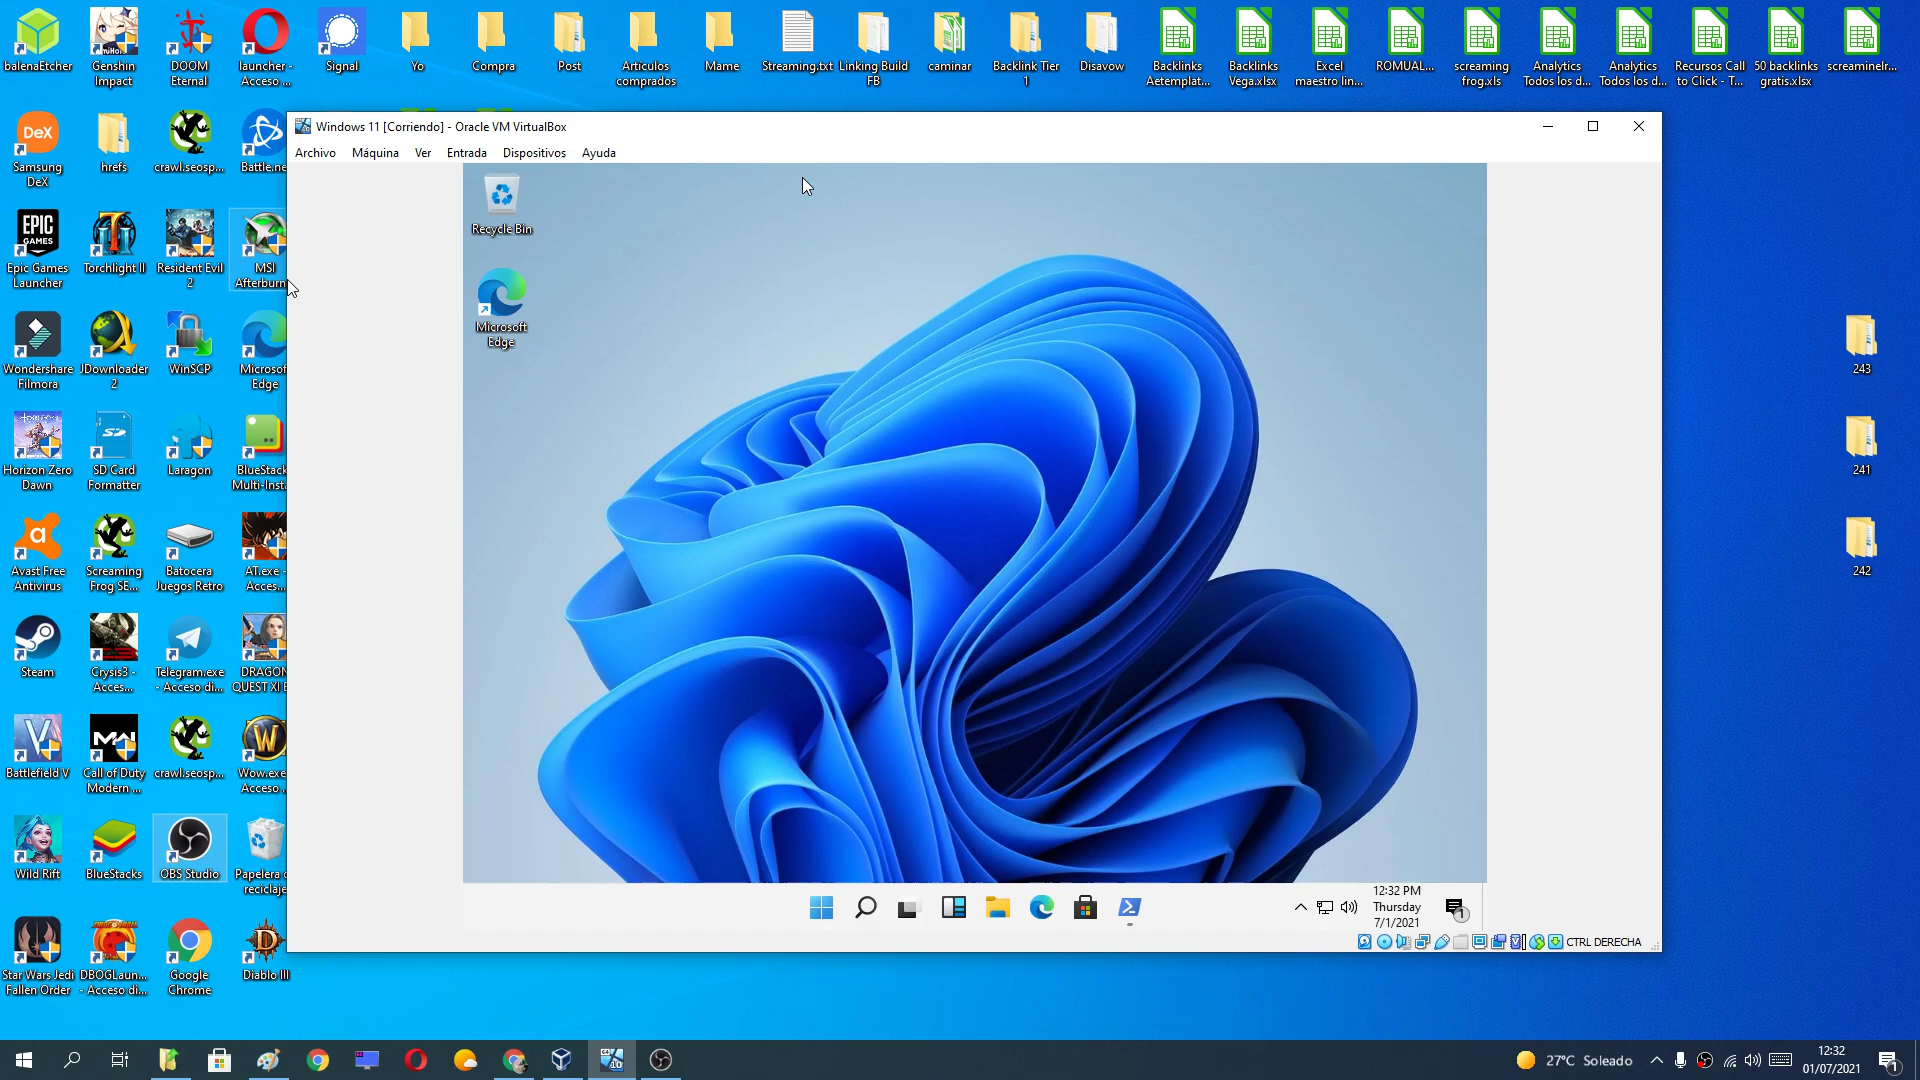 balenaEtcher
Genshin
Impact
DOOM
Eternal
launcher -
Acceso ...
Signal
Yo
Compra
Post
Artículos
comprados
Mame
Streaming.txt
Linking Build
FB
caminar
Backlink Tier
1
Disavow
Backlinks
Aetemplat...
Backlinks
Vega.xlsx
Excel
maestro lin...
ROMUAL...
screaming
frog.xls
Analytics
Todos los d...
Analytics
Todos los d...
Recursos Call
to Click - T...
50 backlinks
gratis.xlsx
screaminelr...
DeX
Samsung
DeX
hrefs
crawl.seosp...
Battle.ne
Windows 11 [Corriendo] - Oracle VM VirtualBox
Archivo Máquina Ver Entrada Dispositivos Ayuda
Recycle Bin
Microsoft
Edge
EPIC
GAMES
Epic Games
Launcher
Torchlight II
Resident Evil
2
MSI
Afterburn
Wondershare
Filmora
JDownloader
2
WinSCP
Microsof
Edge
243
Horizon Zero
Dawn
SD Card
Formatter
Laragon
BlueStack
Multi-Insta
241
Avast Free
Antivirus
Screaming
Frog SE...
Batocera
Juegos Retro
AT.exe -
Acces...
242
Steam
Crysis3 -
Acces...
Telegram.exe
- Acceso di...
DRAGON
QUEST XI
Battlefield V
Call of Duty
Modern ...
crawl.seosp...
Wow.exe
Acceso .
Wild Rift
BlueStacks
OBS Studio
Papelera
reciclaje
12:32 PM
Thursday
7/1/2021
1
CTRL DERECHA
Star Wars Jedi
Fallen Order
DBOGLaun...
- Acceso di...
Google
Chrome
Diablo III
27°C Soleado
12:32
01/07/2021
1